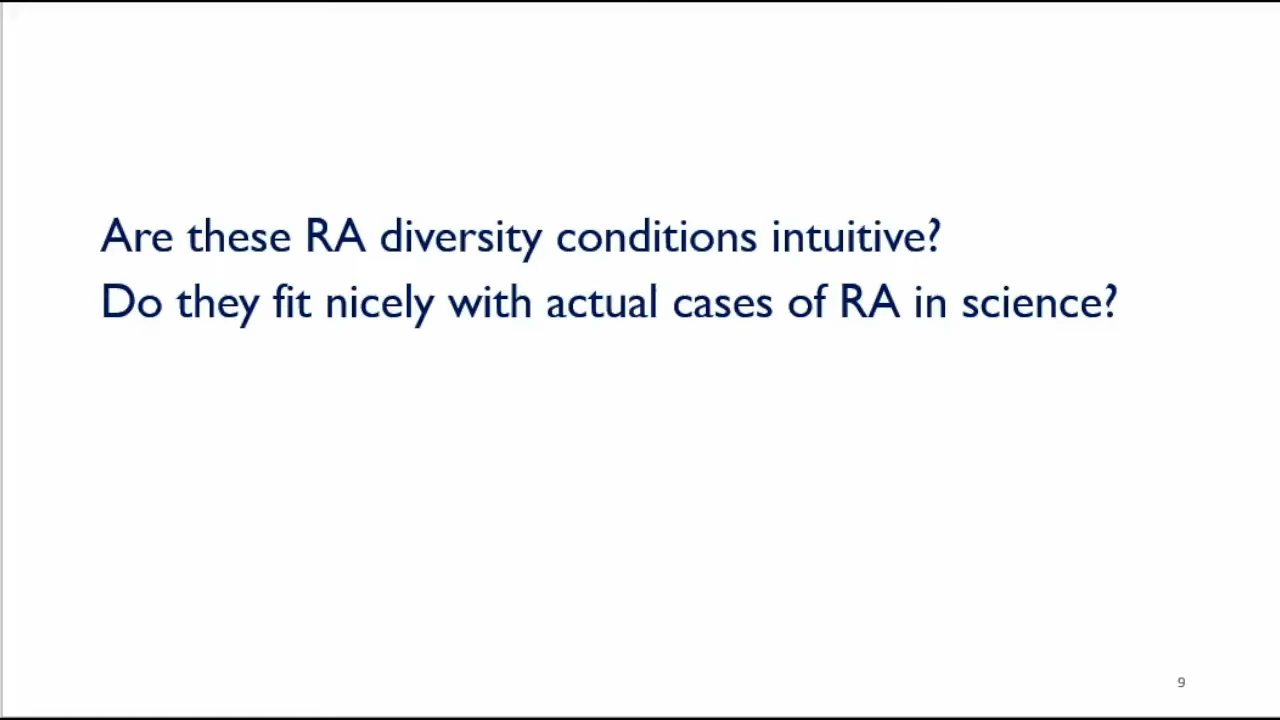 Are these RA diversity conditions intuitive?
Do they fit nicely with actual cases of RA in science?
9